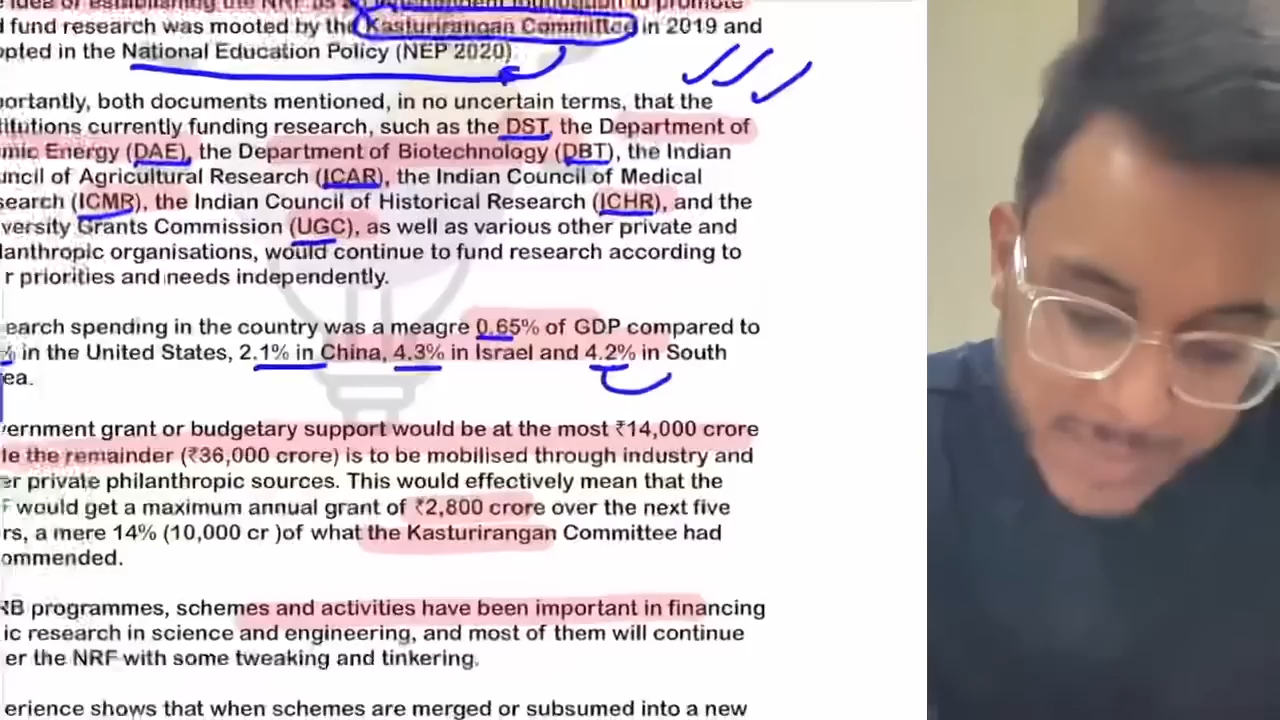 idea of establishing the NRF as independent foundation to promote
fund research was mooted by the Kasturirangan Committee in 2019 and
opted in the National Education Policy (NEP 2020).
portantly, both documents mentioned, in no uncertain terms, that the
titutions currently funding research, such as the DST, the Department of
mic Energy (DAE), the Department of Biotechnology (DBT), the Indian
uncil of Agricultural Research (ICAR), the Indian Council of Medical
search (ICMR), the Indian Council of Historical Research (ICHR), and the
versity Grants Commission (UGC), as well as various other private and
lanthropic organisations, would continue to fund research according to
r priorities and needs independently.
earch spending in the country was a meagre 0.65% of GDP compared to
% in the United States, 2.1% in China, 4.3% in Israel and 4.2% in South
ea.
ernment grant or budgetary support would be at the most ₹14,000 crore
le the remainder (₹36,000 crore) is to be mobilised through industry and
er private philanthropic sources. This would effectively mean that the
F would get a maximum annual grant of ₹2,800 crore over the next five
rs, a mere 14% (10,000 cr )of what the Kasturirangan Committee had
ommended.
RB programmes, schemes and activities have been important in financing
ic research in science and engineering, and most of them will continue
er the NRF with some tweaking and tinkering.
erience shows that when schemes are merged or subsumed into a new